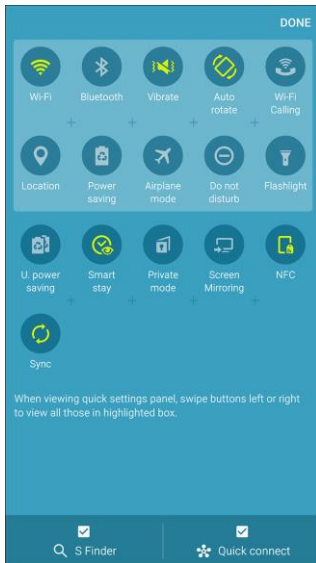 DONE
Wi-Fi Bluetooth Vibrate Auto rotate Wi-Fi Calling
Location Power saving Airplane mode Do not disturb Flashlight
U. power saving Smart stay Private mode Screen Mirroring NFC
Sync
When viewing quick settings panel, swipe buttons left or right
to view all those in highlighted box.
S Finder Quick connect